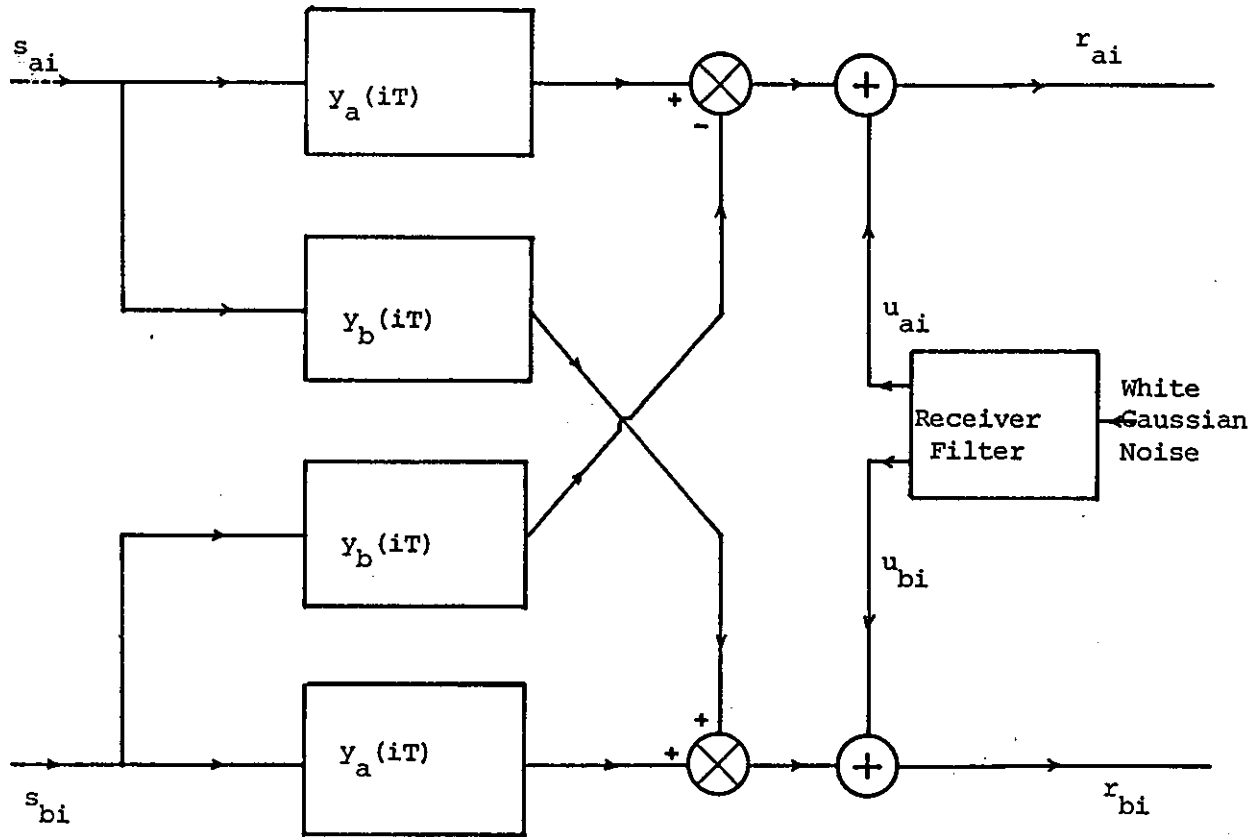 s_ai
r_ai
y_a(iT)
+
-
+
y_b(iT)
u_ai
White
Gaussian
Noise
Receiver
Filter
y_b(iT)
u_bi
+
+
y_a(iT)
+
s_bi
r_bi